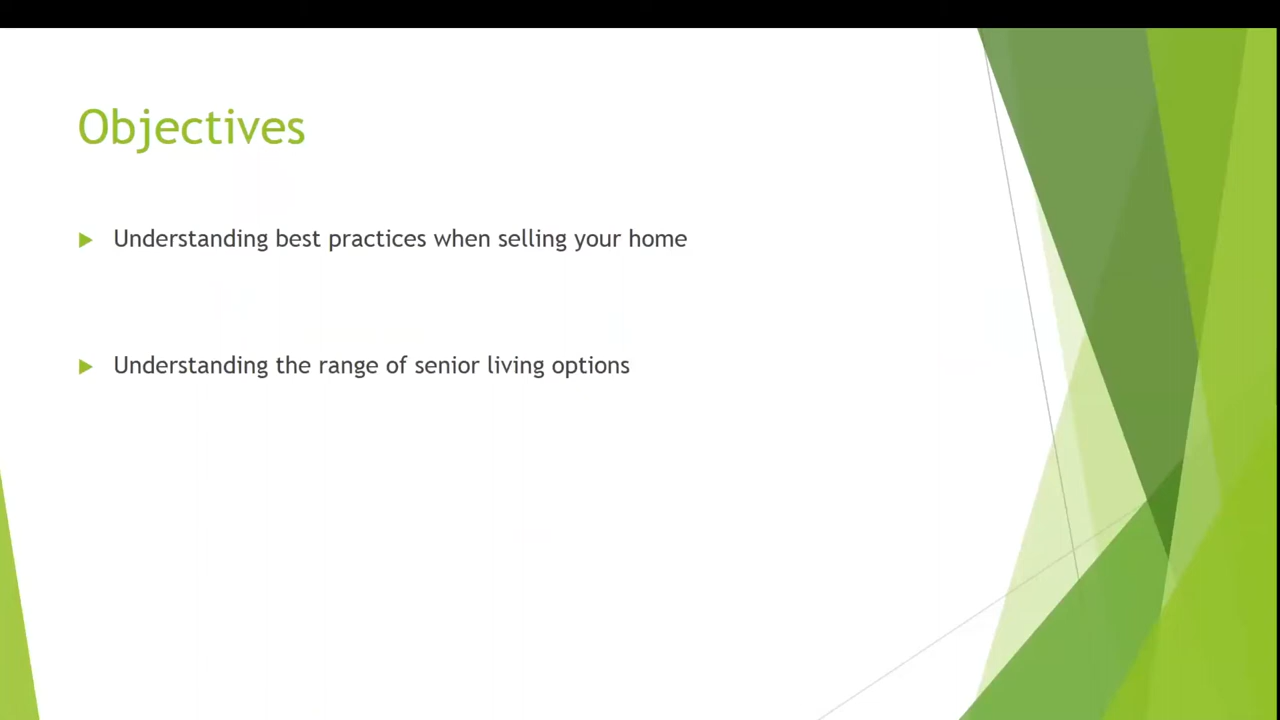 Objectives
Understanding best practices when selling your home
Understanding the range of senior living options